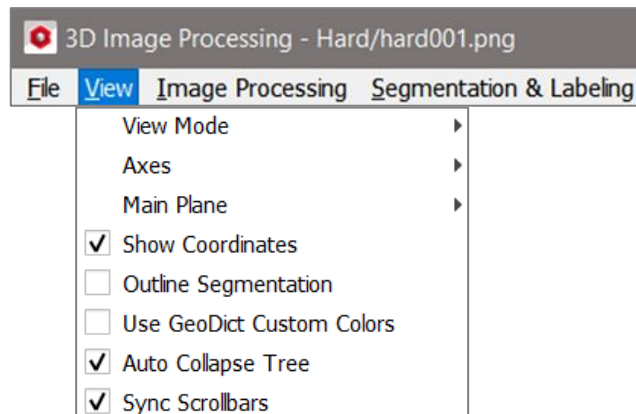 3D Image Processing - Hard/hard001.png
File View Image Processing Segmentation & Labeling
View Mode
Axes
Main Plane
Show Coordinates
Outline Segmentation
Use GeoDict Custom Colors
Auto Collapse Tree
Sync Scrollbars